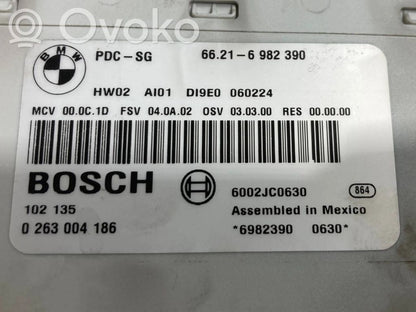 Ovoko
BMW
PDC-SG 66.21-6 982 390
HW02 AI01 DI9E0 060224
MCV 00.0C.1D FSV 04.0A.02 OSV 03.03.00 RES 00.00.00
BOSCH
6002JC0630 864
102 135 Assembled in Mexico
0 263 004 186 *6982390 0630*